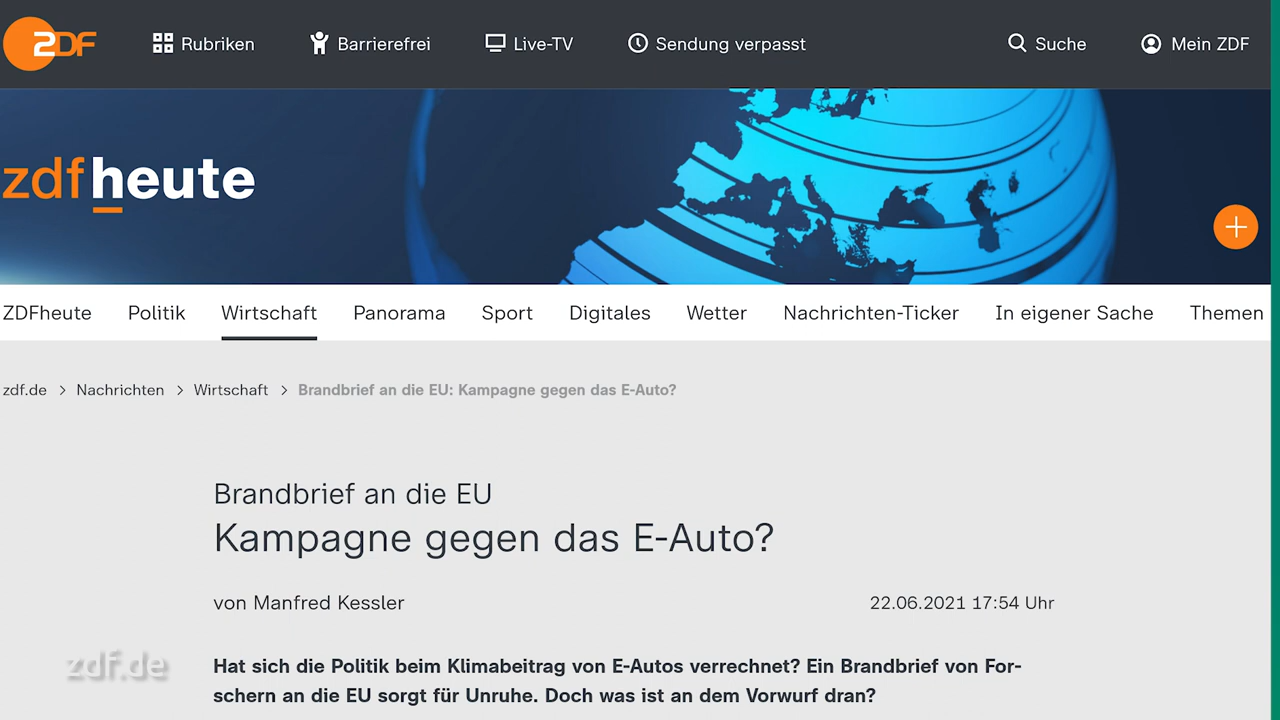 ZDF Rubriken Barrierefrei Live-TV Sendung verpasst Suche Mein ZDF
zdfheute
ZDFheute Politik Wirtschaft Panorama Sport Digitales Wetter Nachrichten-Ticker In eigener Sache Themen
zdf.de > Nachrichten > Wirtschaft > Brandbrief an die EU: Kampagne gegen das E-Auto?
Brandbrief an die EU
Kampagne gegen das E-Auto?
von Manfred Kessler 22.06.2021 17:54 Uhr
Hat sich die Politik beim Klimabeitrag von E-Autos verrechnet? Ein Brandbrief von For-
schern an die EU sorgt für Unruhe. Doch was ist an dem Vorwurf dran?
zdf.de